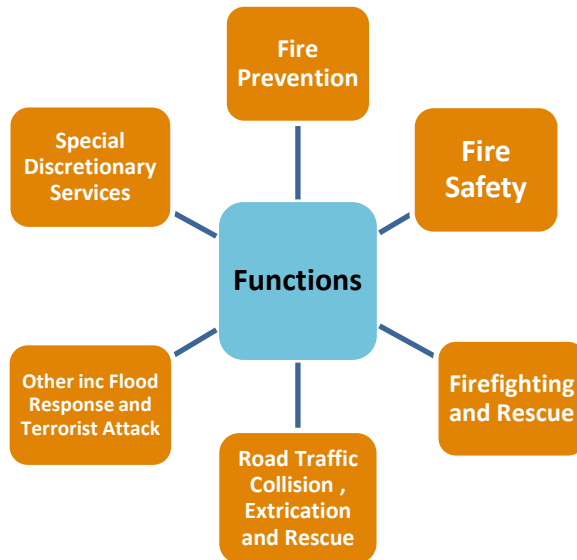 Fire
Prevention
Special
Discretionary
Services
Fire
Safety
Functions
Other inc Flood
Response and
Terrorist Attack
Firefighting
and Rescue
Road Traffic
Collision ,
Extrication
and Rescue